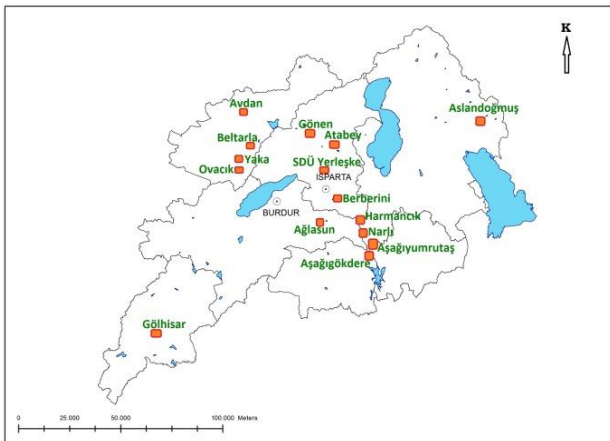 K
Avdan
Aslandoğmuş
Gönen
Beltarla
Atabey
Yaka
SDÜ Yerleşke
Ovacık
ISPARTA
Berberini
BURDUR
Harmancık
Ağlasun
Narlı
Aşağıyumrutaş
Aşağıgökdere
Gölhisar
0 25.000 50.000 100.000 Meters